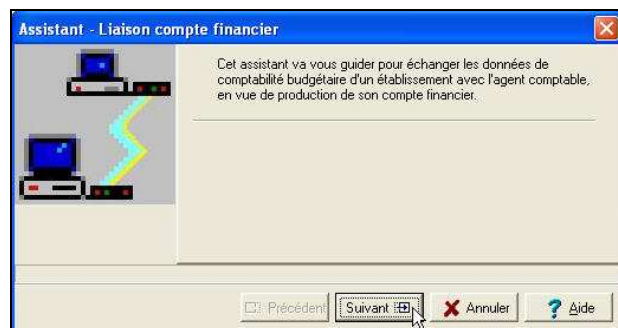 Assistant - Liaison compte financier
Cet assistant va vous guider pour échanger les données de
comptabilité budgétaire d'un établissement avec l'agent comptable,
en vue de production de son compte financier.
Précédent Suivant Annuler Aide